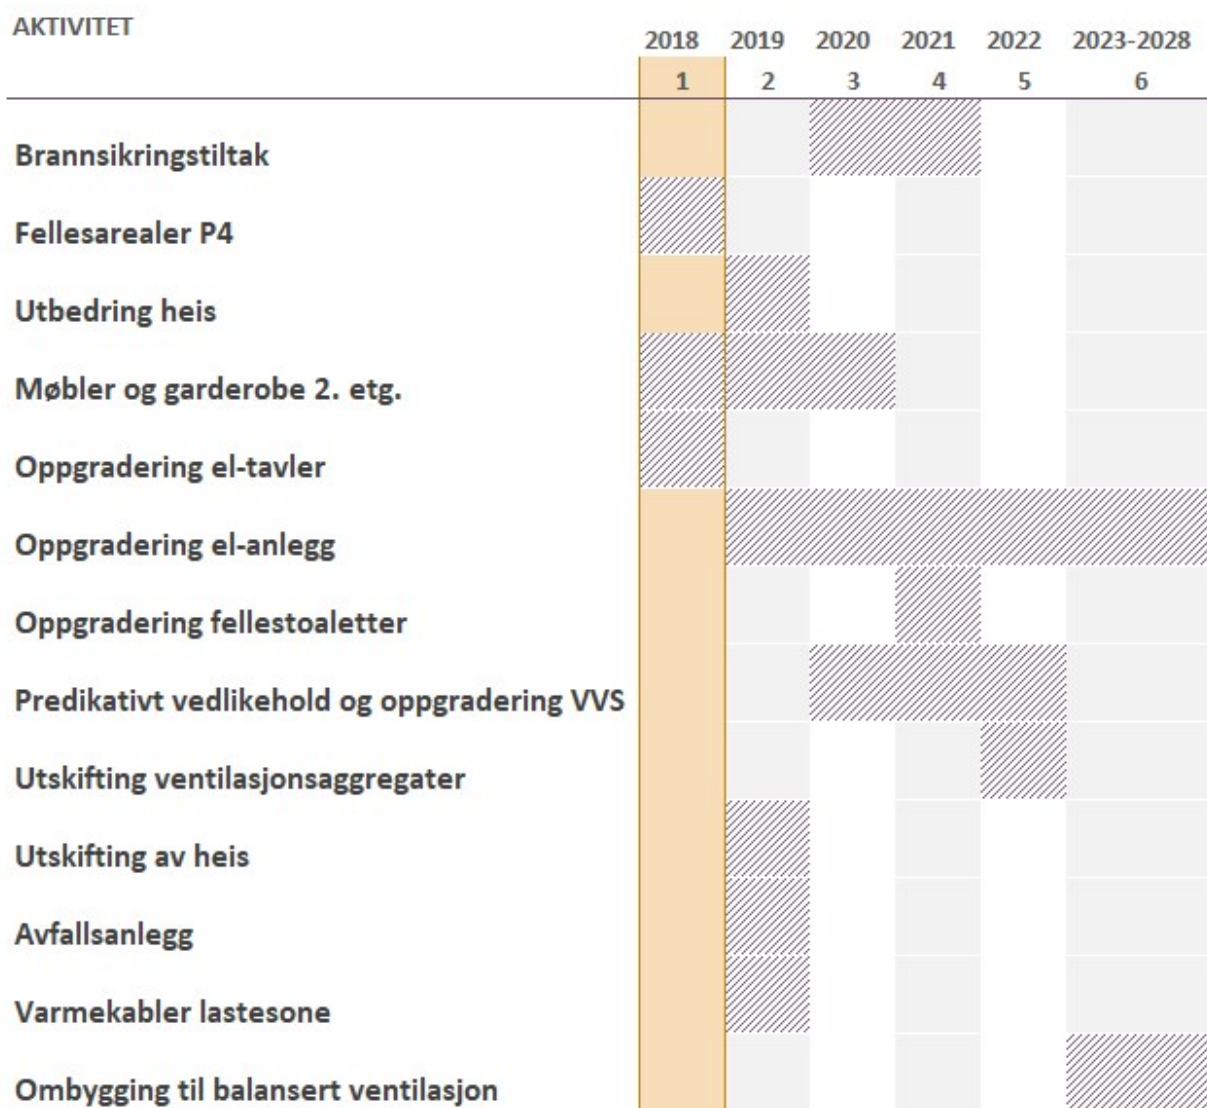 AKTIVITET
2018 2019 2020 2021 2022 2023-2028
1 2 3 4 5 6
Brannsikringstiltak
Fellesarealer P4
Utbedring heis
Møbler og garderobe 2. etg.
Oppgradering el-tavler
Oppgradering el-anlegg
Oppgradering fellestoaletter
Predikativt vedlikehold og oppgradering VVS
Utskifting ventilasjonsaggregater
Utskifting av heis
Avfallsanlegg
Varmekabler lastesone
Ombygging til balansert ventilasjon